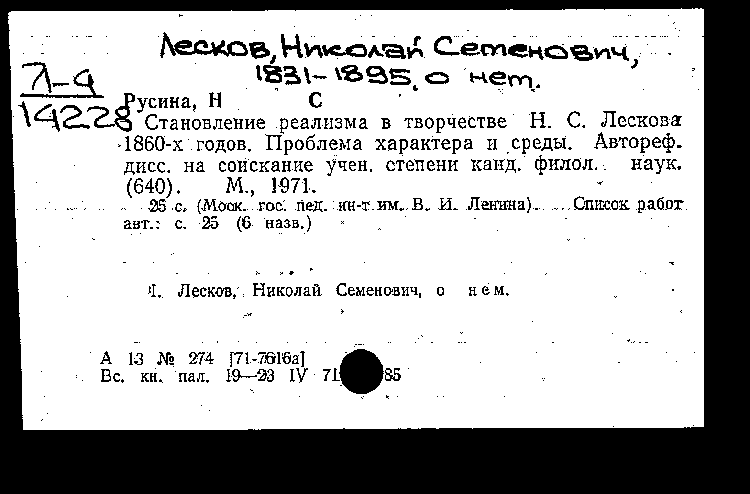 Лесков, Николай Семенович,
1831-1895, о нем.
Л-9
14228
Русина, Н С
Становление реализма в творчестве Н. С. Лескова
1860-х годов. Проблема характера и среды. Автореф.
дисс. на соискание учен. степени канд. филол. наук.
(640). М., 1971.
25 с. (Моск. гос. пед. ин-т им. В. И. Ленина). Список работ
авт.: с. 25 (6 назв.)
1. Лесков, Николай Семенович, о нем.
А 13 № 274 [71-7616а]
Вс. кн. пал. 19—23 IV 71 85